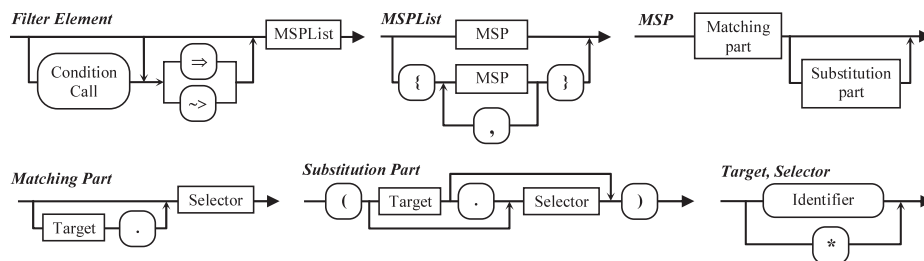 Filter Element
Condition
Call
⇒
~>
MSPList
MSPList
MSP
{
MSP
}
,
MSP
Matching
part
Substitution
part
Matching Part
Target
.
Selector
Substitution Part
(
Target
.
Selector
)
Target, Selector
Identifier
*